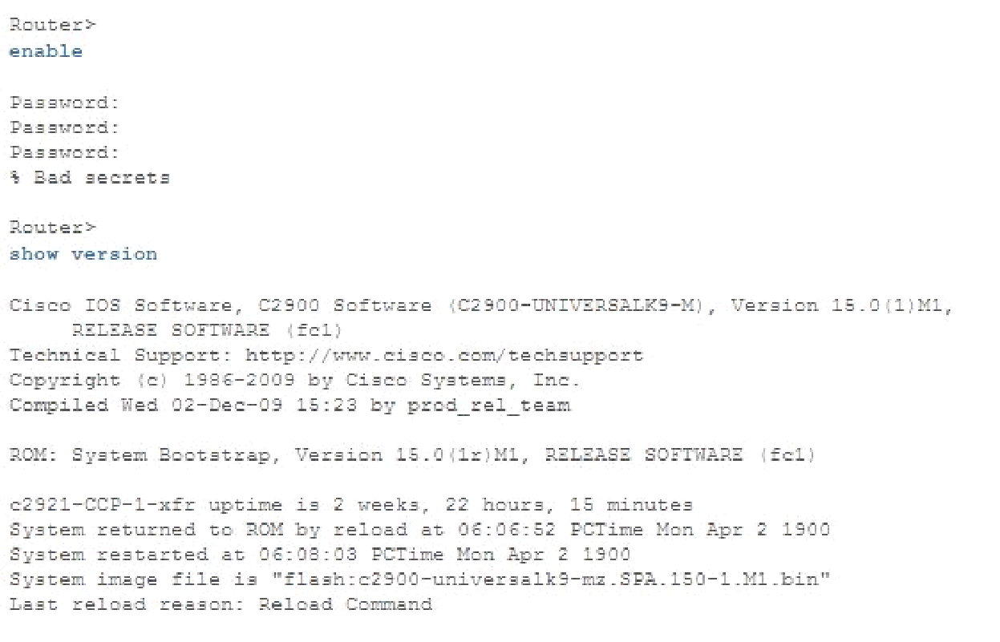 Router>
enable
Password:
Password:
Password:
% Bad secrets
Router>
show version
Cisco IOS Software, C2900 Software (C2900-UNIVERSALK9-M), Version 15.0(1)M1,
RELEASE SOFTWARE (fc1)
Technical Support: http://www.cisco.com/techsupport
Copyright (c) 1986-2009 by Cisco Systems, Inc.
Compiled Wed 02-Dec-09 15:23 by prod_rel_team
ROM: System Bootstrap, Version 15.0(1r)M1, RELEASE SOFTWARE (fc1)
c2921-CCP-1-xfr uptime is 2 weeks, 22 hours, 15 minutes
System returned to ROM by reload at 06:06:52 PCTime Mon Apr 2 1900
System restarted at 06:08:03 PCTime Mon Apr 2 1900
System image file is "flash:c2900-universalk9-mz.SPA.150-1.M1.bin"
Last reload reason: Reload Command